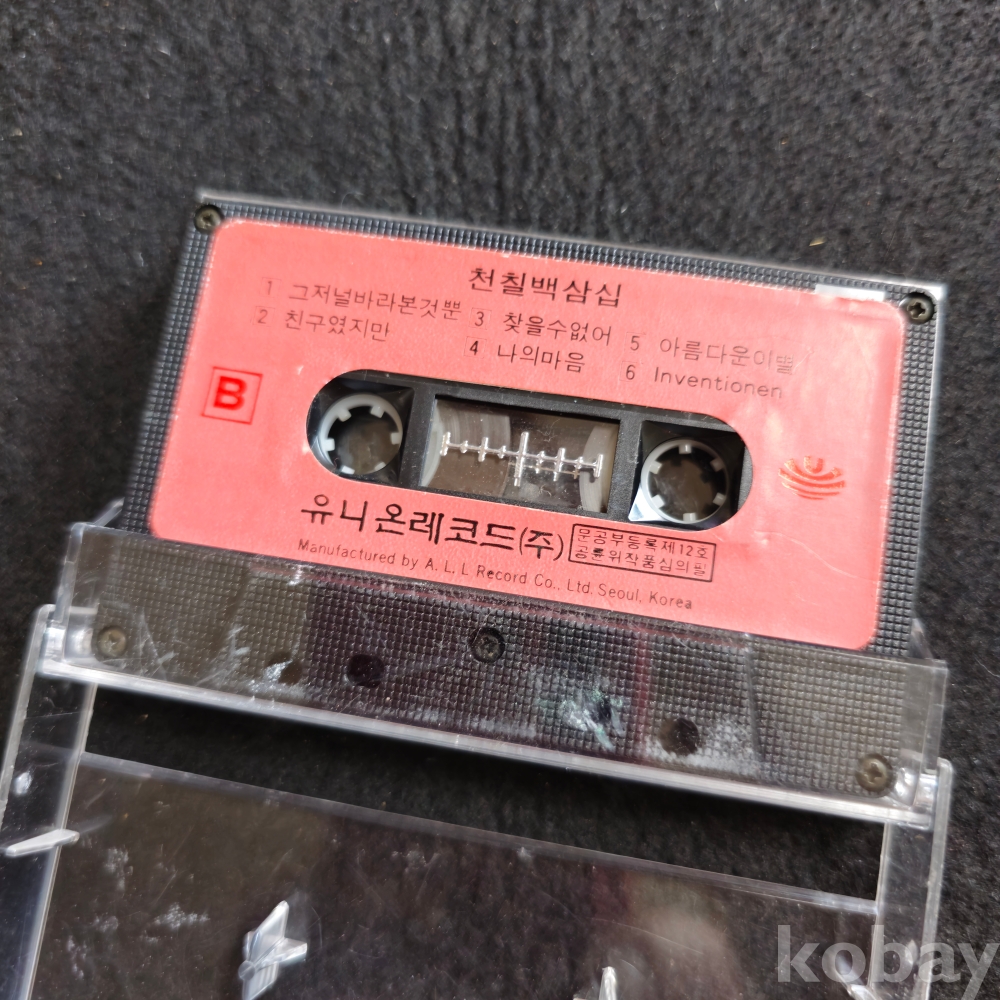 천칠백삼십
1 그저널바라본것뿐
2 친구였지만
3 찾을수없어
4 나의마음
5 아름다운이별
6 Inventionen
B
유니온레코드(주)
문공부등록제12호
공륜위작품심의필
Manufactured by A. L. L Record Co., Ltd. Seoul, Korea
kobay